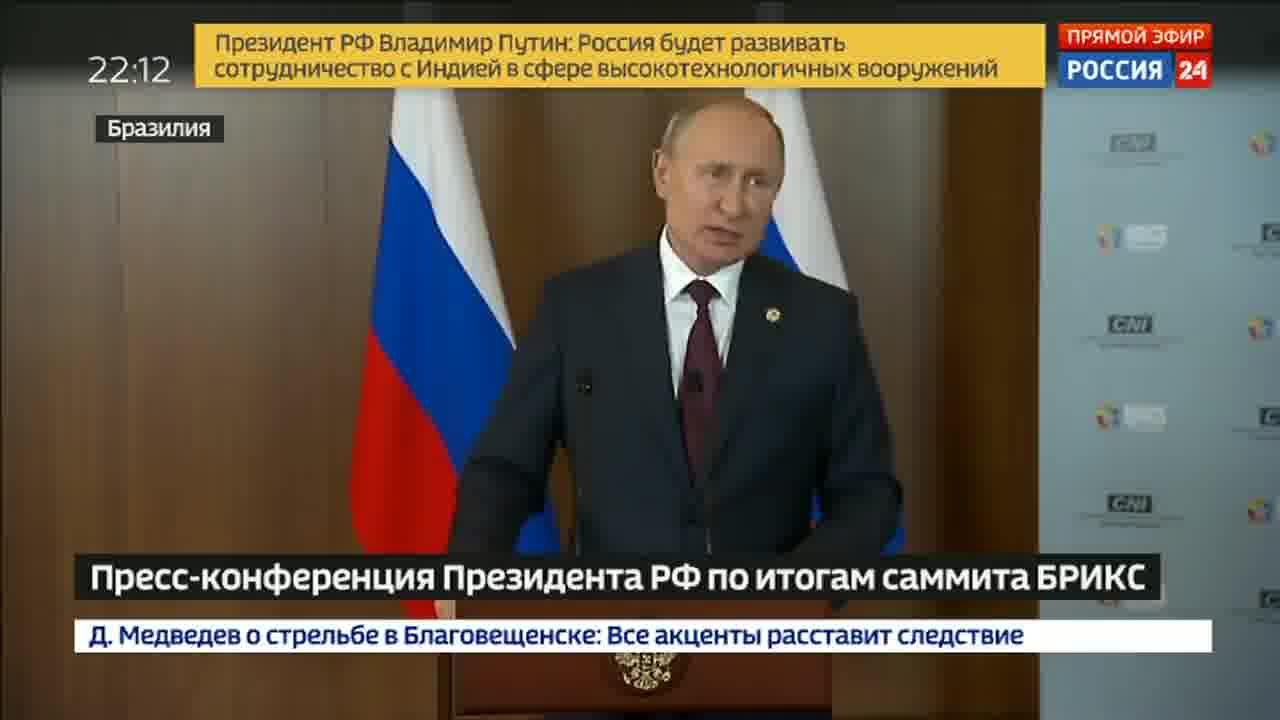 22:12
Президент РФ Владимир Путин: Россия будет развивать
сотрудничество с Индией в сфере высокотехнологичных вооружений
ПРЯМОЙ ЭФИР
РОССИЯ 24
Бразилия
CNI
CNI
CNI
Пресс-конференция Президента РФ по итогам саммита БРИКС
Д. Медведев о стрельбе в Благовещенске: Все акценты расставит следствие